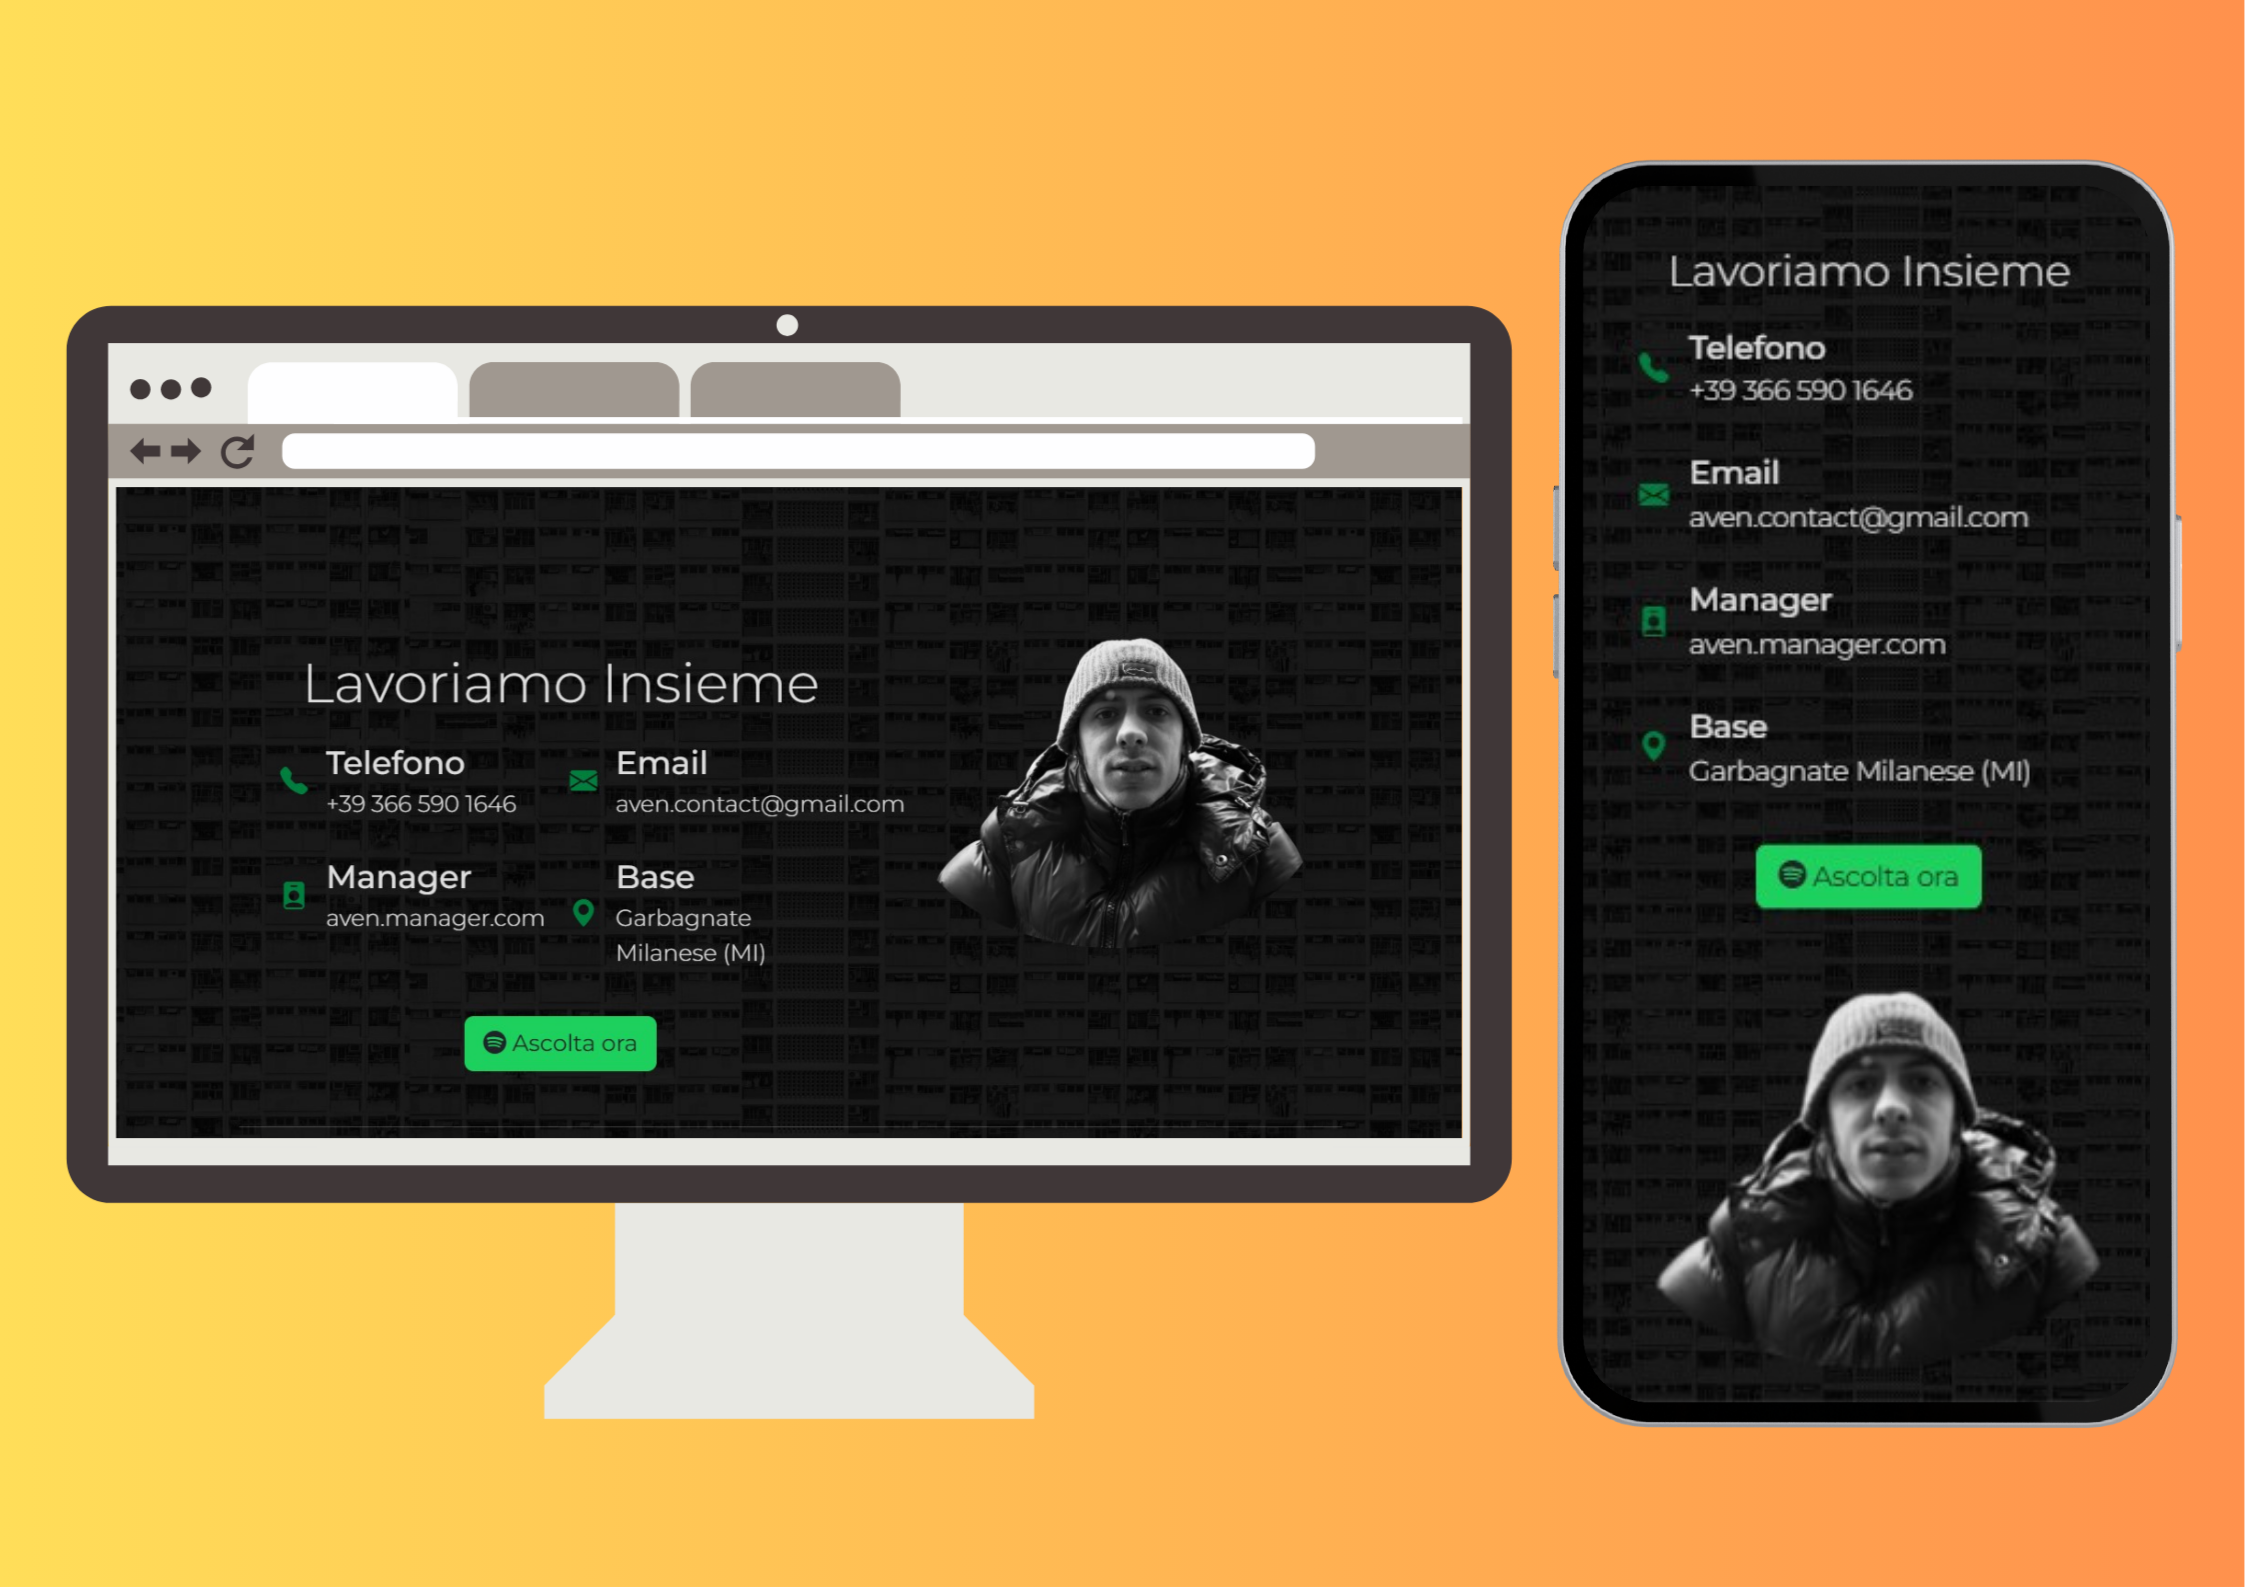 Lavoriamo Insieme
Telefono
+39 366 590 1646
Email
aven.contact@gmail.com
Manager
aven.manager.com
Base
Garbagnate
Milanese (MI)
Ascolta ora
Lavoriamo Insieme
Telefono
+39 366 590 1646
Email
aven.contact@gmail.com
Manager
aven.manager.com
Base
Garbagnate Milanese (MI)
Ascolta ora